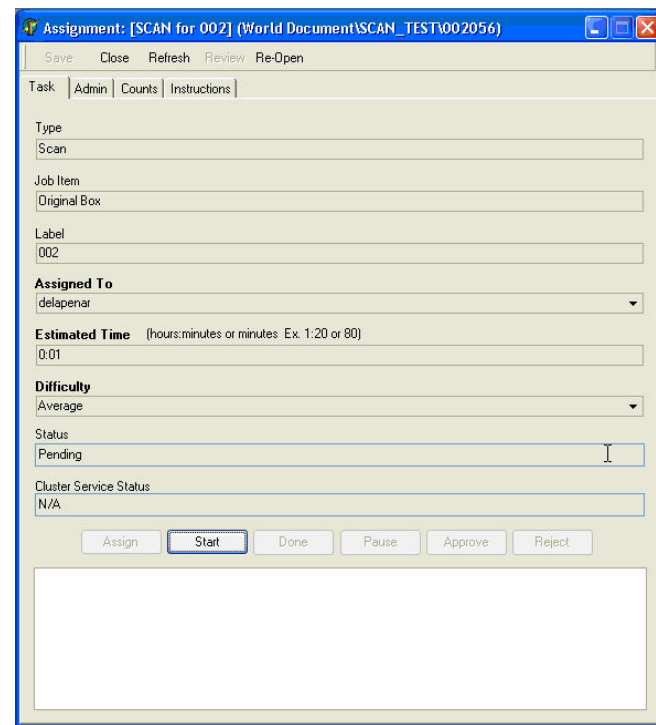 Assignment: [SCAN for 002] (World Document\SCAN_TEST\002056)
Save Close Refresh Review Re-Open
Task Admin Counts Instructions
Type
Scan
Job Item
Original Box
Label
002
Assigned To
delapenar
Estimated Time (hours:minutes or minutes Ex. 1:20 or 80)
0:01
Difficulty
Average
Status
Pending
Cluster Service Status
N/A
Assign Start Done Pause Approve Reject